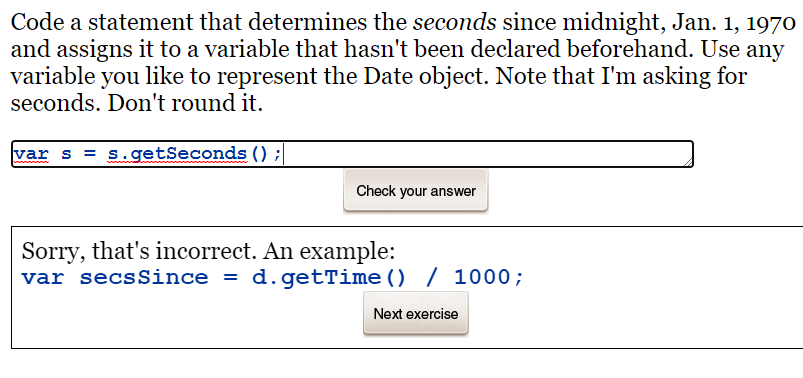 Code a statement that determines the seconds since midnight, Jan. 1, 1970
and assigns it to a variable that hasn't been declared beforehand. Use any
variable you like to represent the Date object. Note that I'm asking for
seconds. Don't round it.
var s = s.getSeconds();
Check your answer
Sorry, that's incorrect. An example:
var secsSince = d.getTime() / 1000;
Next exercise